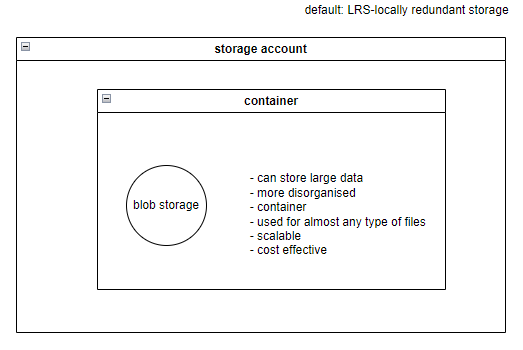 default: LRS-locally redundant storage
storage account
container
blob storage
- can store large data
- more disorganised
- container
- used for almost any type of files
- scalable
- cost effective